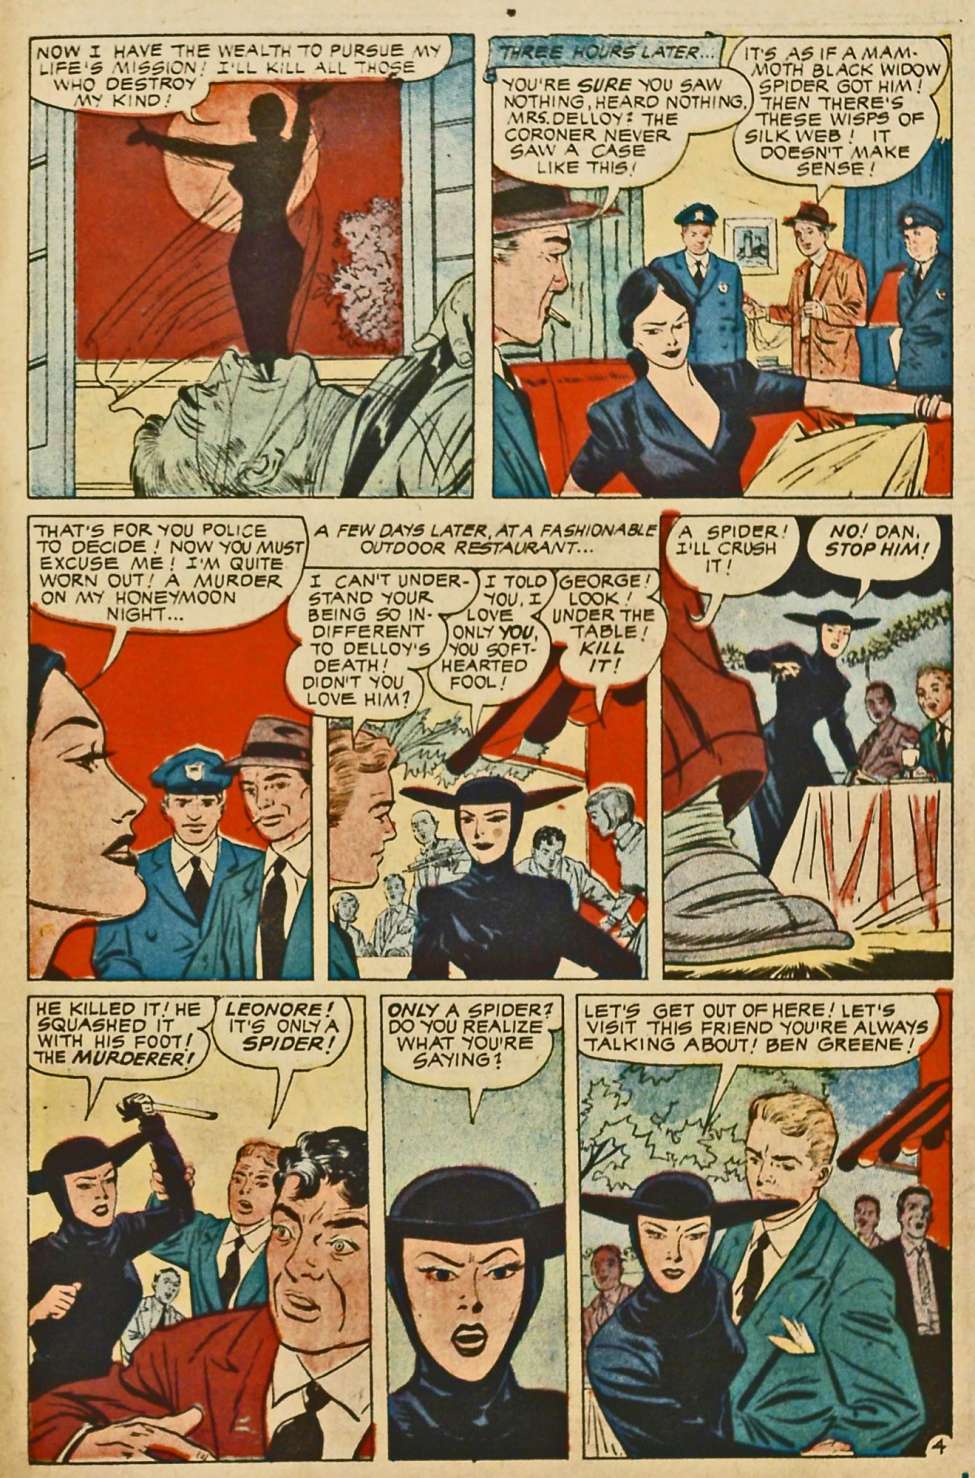 NOW I HAVE THE WEALTH TO PURSUE MY
LIFE'S MISSION! I'LL KILL ALL THOSE
WHO DESTROY
MY KIND!
THREE HOURS LATER...
YOU'RE SURE YOU SAW
NOTHING, HEARD NOTHING,
MRS. DELLOY? THE
CORONER NEVER
SAW A CASE
LIKE THIS!
IT'S AS IF A MAM-
MOTH BLACK WIDOW
SPIDER GOT HIM!
THEN THERE'S
THESE WISPS OF
SILK WEB! IT
DOESN'T MAKE
SENSE!
THAT'S FOR YOU POLICE
TO DECIDE! NOW YOU MUST
EXCUSE ME! I'M QUITE
WORN OUT! A MURDER
ON MY HONEYMOON
NIGHT...
A FEW DAYS LATER, AT A FASHIONABLE
OUTDOOR RESTAURANT...
I CAN'T UNDER-
STAND YOUR
BEING SO IN-
DIFFERENT
TO DELLOY'S
DEATH!
DIDN'T YOU
LOVE HIM?
I TOLD
YOU, I
LOVE
ONLY YOU,
YOU SOFT-
HEARTED
FOOL!
GEORGE!
LOOK!
UNDER THE
TABLE!
KILL
IT!
A SPIDER!
I'LL CRUSH
IT!
NO! DAN,
STOP HIM!
HE KILLED IT! HE
SQUASHED IT
WITH HIS FOOT!
THE MURDERER!
LEONORE!
IT'S ONLY A
SPIDER!
ONLY A SPIDER?
DO YOU REALIZE
WHAT YOU'RE
SAYING?
LET'S GET OUT OF HERE! LET'S
VISIT THIS FRIEND YOU'RE ALWAYS
TALKING ABOUT! BEN GREENE!
4